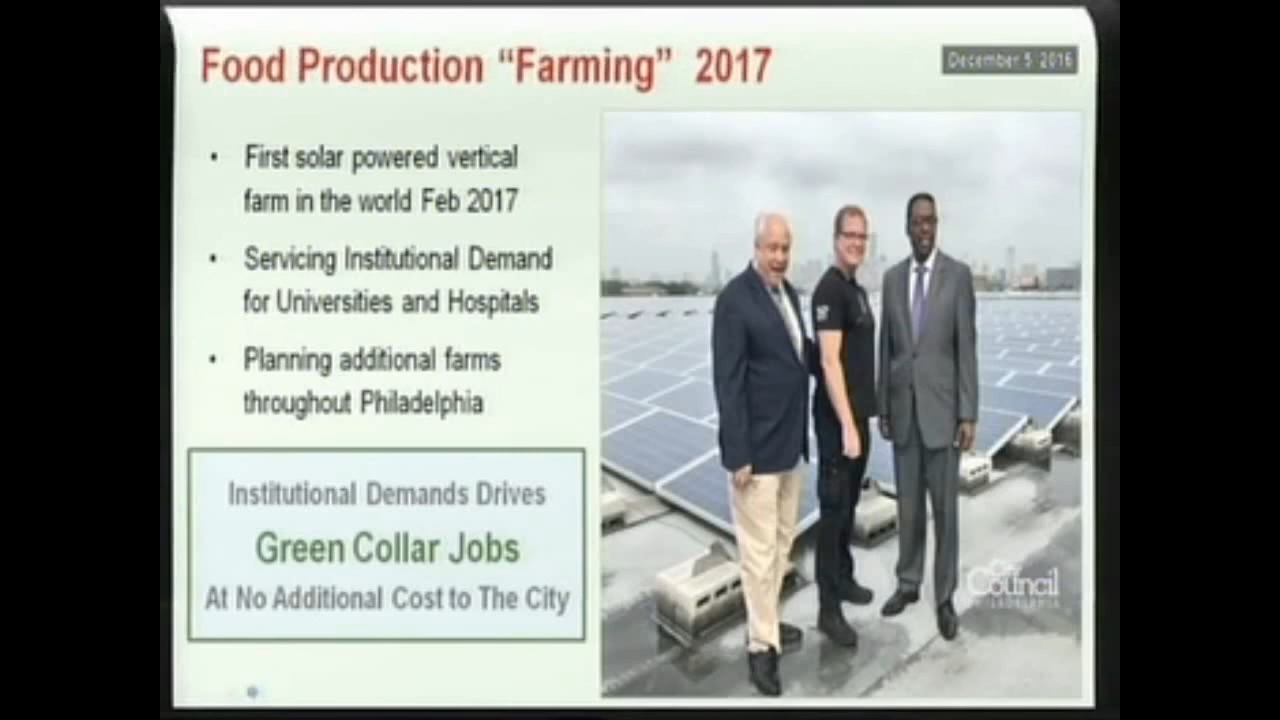 Food Production “Farming” 2017
December 5 2016
• First solar powered vertical
farm in the world Feb 2017
• Servicing Institutional Demand
for Universities and Hospitals
• Planning additional farms
throughout Philadelphia
Institutional Demands Drives
Green Collar Jobs
At No Additional Cost to The City
City
Council
PHILADELPHIA